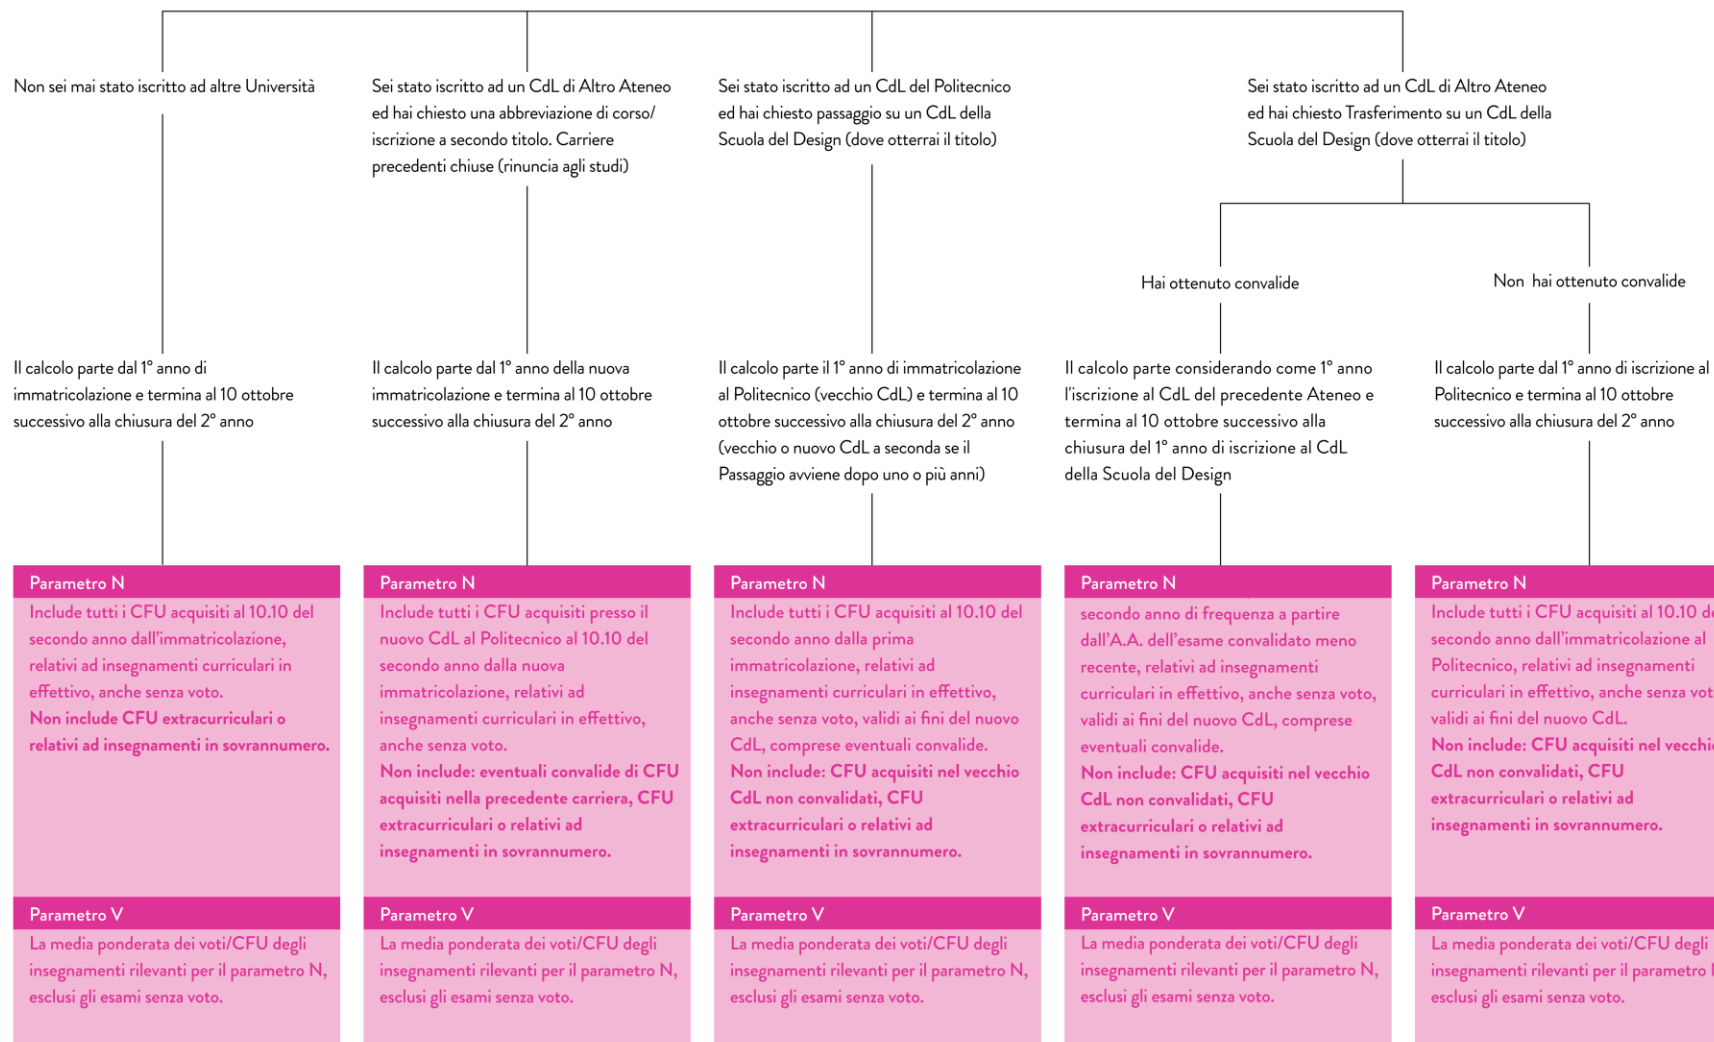 Non sei mai stato iscritto ad altre Università
Sei stato iscritto ad un CdL di Altro Ateneo
ed hai chiesto una abbreviazione di corso/
iscrizione a secondo titolo. Carriere
precedenti chiuse (rinuncia agli studi)
Sei stato iscritto ad un CdL del Politecnico
ed hai chiesto passaggio su un CdL della
Scuola del Design (dove otterrai il titolo)
Sei stato iscritto ad un CdL di Altro Ateneo
ed hai chiesto Trasferimento su un CdL della
Scuola del Design (dove otterrai il titolo)
Hai ottenuto convalide
Non hai ottenuto convalide
Il calcolo parte dal 1° anno di
immatricolazione e termina al 10 ottobre
successivo alla chiusura del 2° anno
Il calcolo parte dal 1° anno della nuova
immatricolazione e termina al 10 ottobre
successivo alla chiusura del 2° anno
Il calcolo parte il 1° anno di immatricolazione
al Politecnico (vecchio CdL) e termina al 10
ottobre successivo alla chiusura del 2° anno
(vecchio o nuovo CdL a seconda se il
Passaggio avviene dopo uno o più anni)
Il calcolo parte considerando come 1° anno
l'iscrizione al CdL del precedente Ateneo e
termina al 10 ottobre successivo alla
chiusura del 1° anno di iscrizione al CdL
della Scuola del Design
Il calcolo parte dal 1° anno di iscrizione al
Politecnico e termina al 10 ottobre
successivo alla chiusura del 2° anno
Parametro N
Include tutti i CFU acquisiti al 10.10 del
secondo anno dall'immatricolazione,
relativi ad insegnamenti curriculari in
effettivo, anche senza voto.
Non include CFU extracurriculari o
relativi ad insegnamenti in sovrannumero.
Parametro V
La media ponderata dei voti/CFU degli
insegnamenti rilevanti per il parametro N,
esclusi gli esami senza voto.
Parametro N
Include tutti i CFU acquisiti presso il
nuovo CdL al Politecnico al 10.10 del
secondo anno dalla nuova
immatricolazione, relativi ad
insegnamenti curriculari in effettivo,
anche senza voto.
Non include: eventuali convalide di CFU
acquisiti nella precedente carriera, CFU
extracurriculari o relativi ad
insegnamenti in sovrannumero.
Parametro V
La media ponderata dei voti/CFU degli
insegnamenti rilevanti per il parametro N,
esclusi gli esami senza voto.
Parametro N
Include tutti i CFU acquisiti al 10.10 del
secondo anno dalla prima
immatricolazione, relativi ad
insegnamenti curriculari in effettivo,
anche senza voto, validi ai fini del nuovo
CdL, comprese eventuali convalide.
Non include: CFU acquisiti nel vecchio
CdL non convalidati, CFU
extracurriculari o relativi ad
insegnamenti in sovrannumero.
Parametro V
La media ponderata dei voti/CFU degli
insegnamenti rilevanti per il parametro N,
esclusi gli esami senza voto.
Parametro N
secondo anno di frequenza a partire
dall'A.A. dell'esame convalidato meno
recente, relativi ad insegnamenti
curriculari in effettivo, anche senza voto,
validi ai fini del nuovo CdL, comprese
eventuali convalide.
Non include: CFU acquisiti nel vecchio
CdL non convalidati, CFU
extracurriculari o relativi ad
insegnamenti in sovrannumero.
Parametro V
La media ponderata dei voti/CFU degli
insegnamenti rilevanti per il parametro N,
esclusi gli esami senza voto.
Parametro N
Include tutti i CFU acquisiti al 10.10
secondo anno dall'immatricolazione al
Politecnico, relativi ad insegnamenti
curriculari in effettivo, anche senza
validi ai fini del nuovo CdL.
Non include: CFU acquisiti nel
CdL non convalidati, CFU
extracurriculari o relativi ad
insegnamenti in sovrannumero.
Parametro V
La media ponderata dei voti/CFU degli
insegnamenti rilevanti per il parametro
esclusi gli esami senza voto.